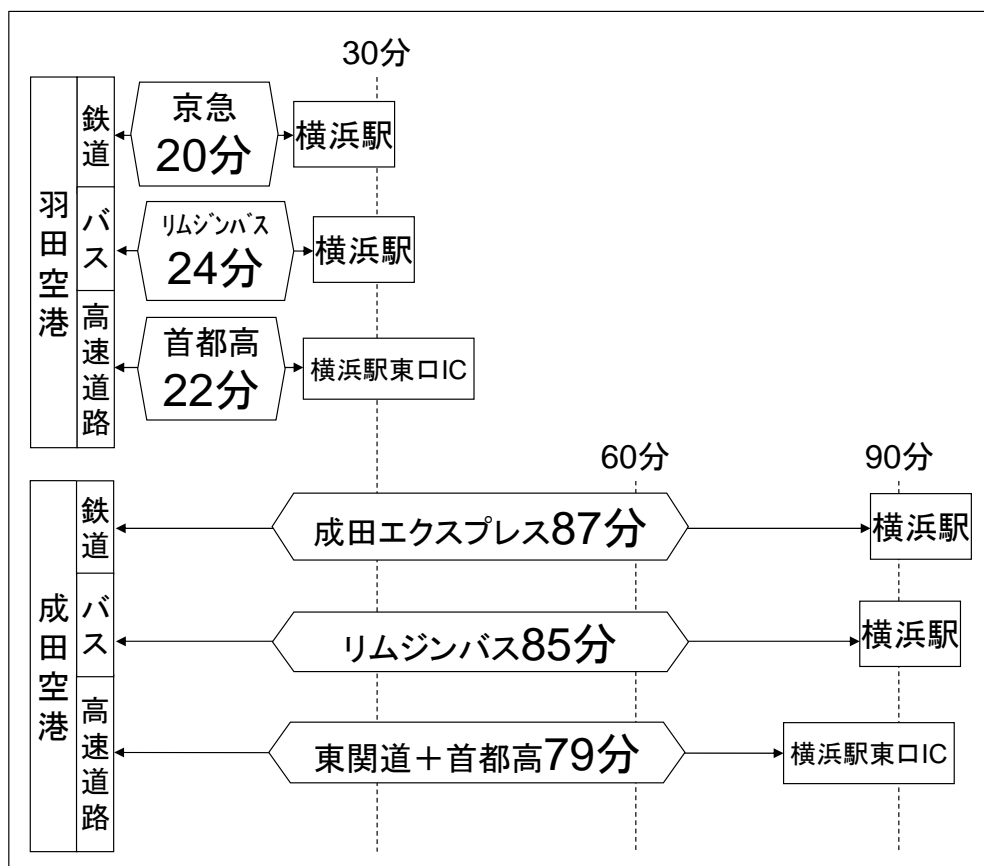 30分
羽田空港
鉄道
京急
20分
横浜駅
バス
ﾘﾑｼﾞﾝﾊﾞｽ
24分
横浜駅
高速道路
首都高
22分
横浜駅東口IC
60分
90分
成田空港
鉄道
成田エクスプレス87分
横浜駅
バス
リムジンバス85分
横浜駅
高速道路
東関道＋首都高79分
横浜駅東口IC